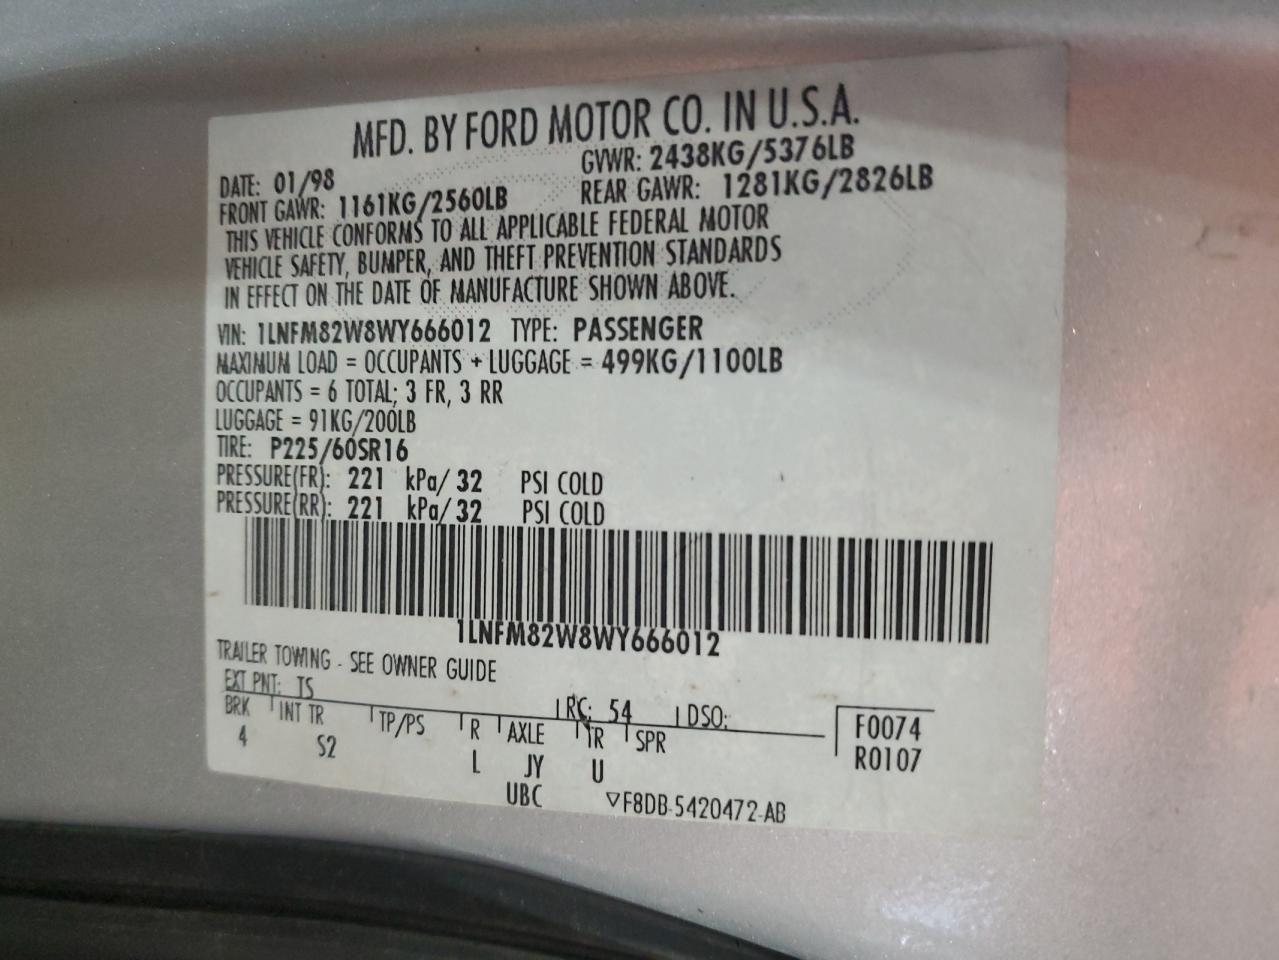 MFD. BY FORD MOTOR CO. IN U.S.A.
DATE: 01/98 GVWR: 2438KG/5376LB
FRONT GAWR: 1161KG/2560LB REAR GAWR: 1281KG/2826LB
THIS VEHICLE CONFORMS TO ALL APPLICABLE FEDERAL MOTOR
VEHICLE SAFETY, BUMPER, AND THEFT PREVENTION STANDARDS
IN EFFECT ON THE DATE OF MANUFACTURE SHOWN ABOVE.
VIN: 1LNFM82W8WY666012 TYPE: PASSENGER
MAXIMUM LOAD = OCCUPANTS + LUGGAGE = 499KG/1100LB
OCCUPANTS = 6 TOTAL; 3 FR, 3 RR
LUGGAGE = 91KG/200LB
TIRE: P225/60SR16
PRESSURE(FR): 221 kPa/ 32 PSI COLD
PRESSURE(RR): 221 kPa/ 32 PSI COLD
1LNFM82W8WY666012
TRAILER TOWING - SEE OWNER GUIDE
EXT PNT: TS RC: 54 DSO:
BRK INT TR TP/PS R AXLE TR SPR F0074
4 S2 L JY U R0107
UBC ▽F8DB-5420472-AB